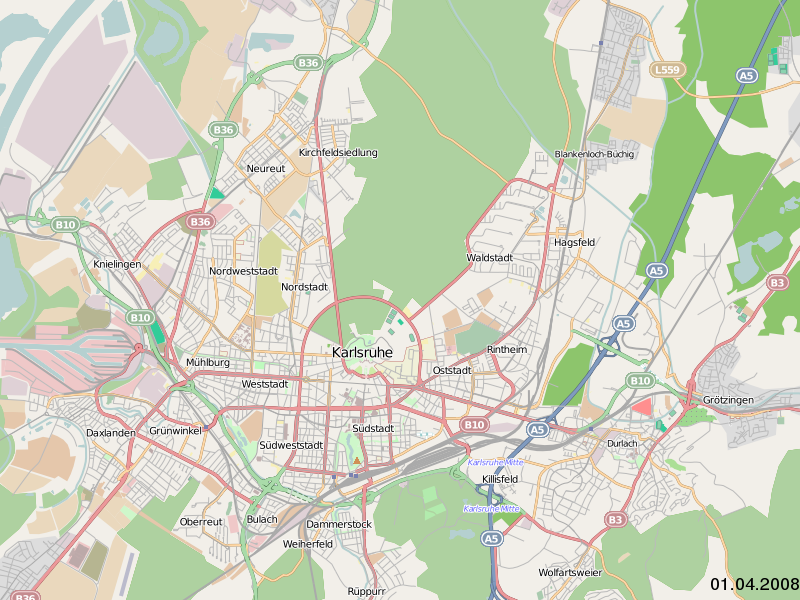 B36
L559
A5
B36
Kirchfeldsiedlung
Blankenloch-Büchig
Neureut
B36
B10
Hagsfeld
Waldstadt
Knielingen
Nordweststadt
A5
B3
Nordstadt
B10
A5
Karlsruhe
Rintheim
Mühlburg
Oststadt
Weststadt
B10
Grötzingen
Daxlanden
Grünwinkel
Südstadt
B10
A5
Südweststadt
Durlach
Karlsruhe Mitte
Killisfeld
Karlsruhe Mitte
Oberreut
Bulach
Dammerstock
B3
Weiherfeld
A5
Wolfartsweier
01.04.2008
Rüppurr
B36